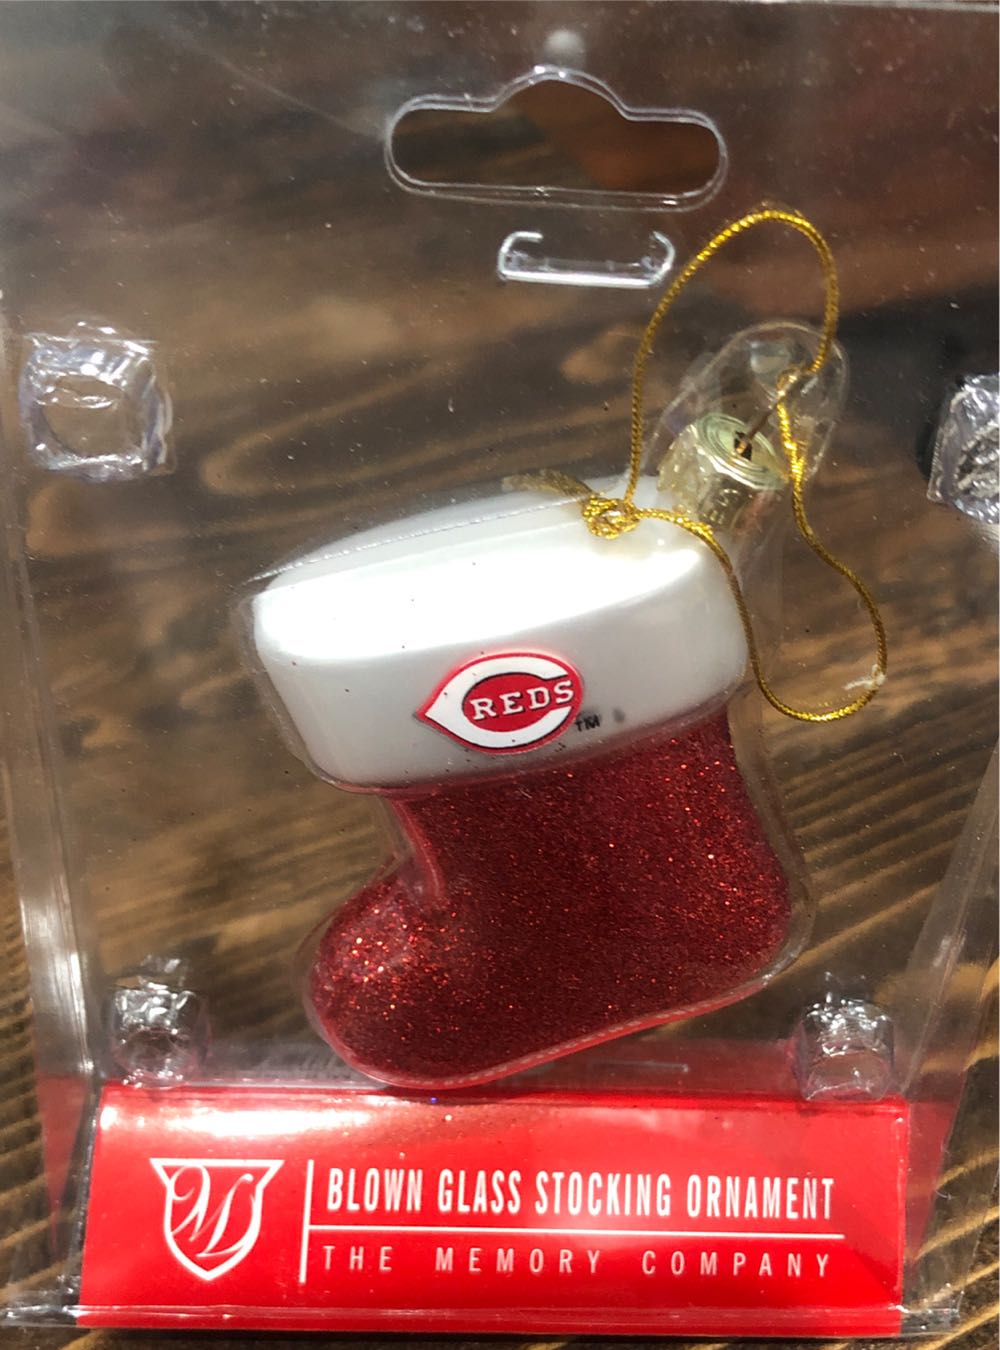 REDS
TM
BLOWN GLASS STOCKING ORNAMENT
THE MEMORY COMPANY